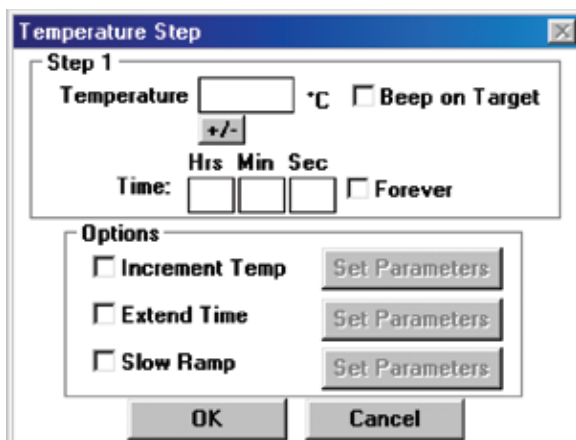 Temperature Step
Step 1
Temperature °C Beep on Target
+/-
Hrs Min Sec
Time: Forever
Options
Increment Temp Set Parameters
Extend Time Set Parameters
Slow Ramp Set Parameters
OK Cancel